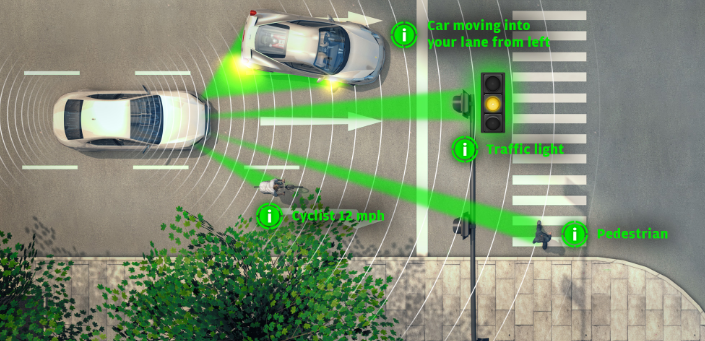 Car moving into
your lane from left
Traffic light
Cyclist 12 mph
Pedestrian